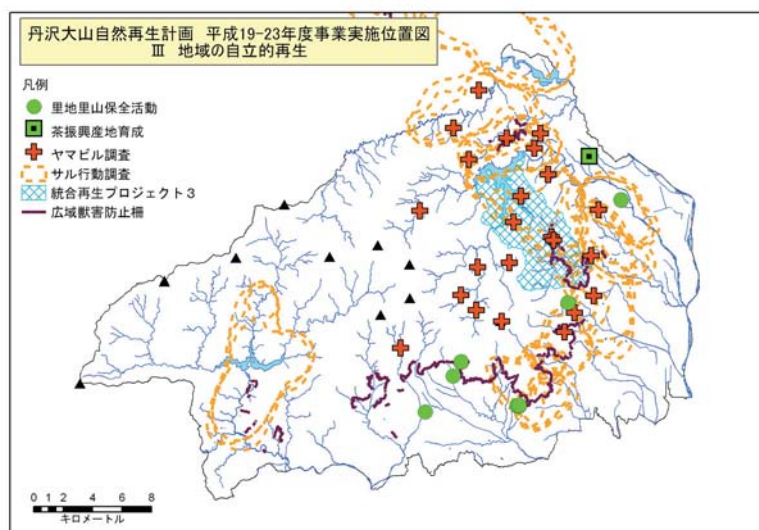 丹沢大山自然再生計画 平成19-23年度事業実施位置図
Ⅲ 地域の自立的再生
凡例
里地里山保全活動
茶振興産地育成
ヤマビル調査
サル行動調査
統合再生プロジェクト3
広域獣害防止柵
0 1 2 4 6 8
キロメートル